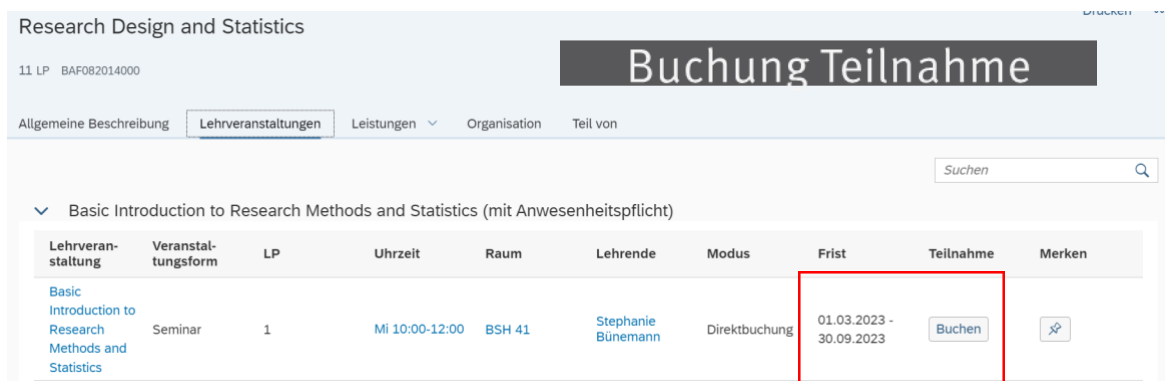 Drucken
Research Design and Statistics
Buchung Teilnahme
11 LP BAF082014000
Allgemeine Beschreibung Lehrveranstaltungen Leistungen Organisation Teil von
Suchen
Basic Introduction to Research Methods and Statistics (mit Anwesenheitspflicht)
Lehrveran-
staltung
Veranstal-
tungsform
LP
Uhrzeit
Raum
Lehrende
Modus
Frist
Teilnahme
Merken
Basic
Introduction to
Research
Methods and
Statistics
Seminar
1
Mi 10:00-12:00
BSH 41
Stephanie
Bünemann
Direktbuchung
01.03.2023 -
30.09.2023
Buchen